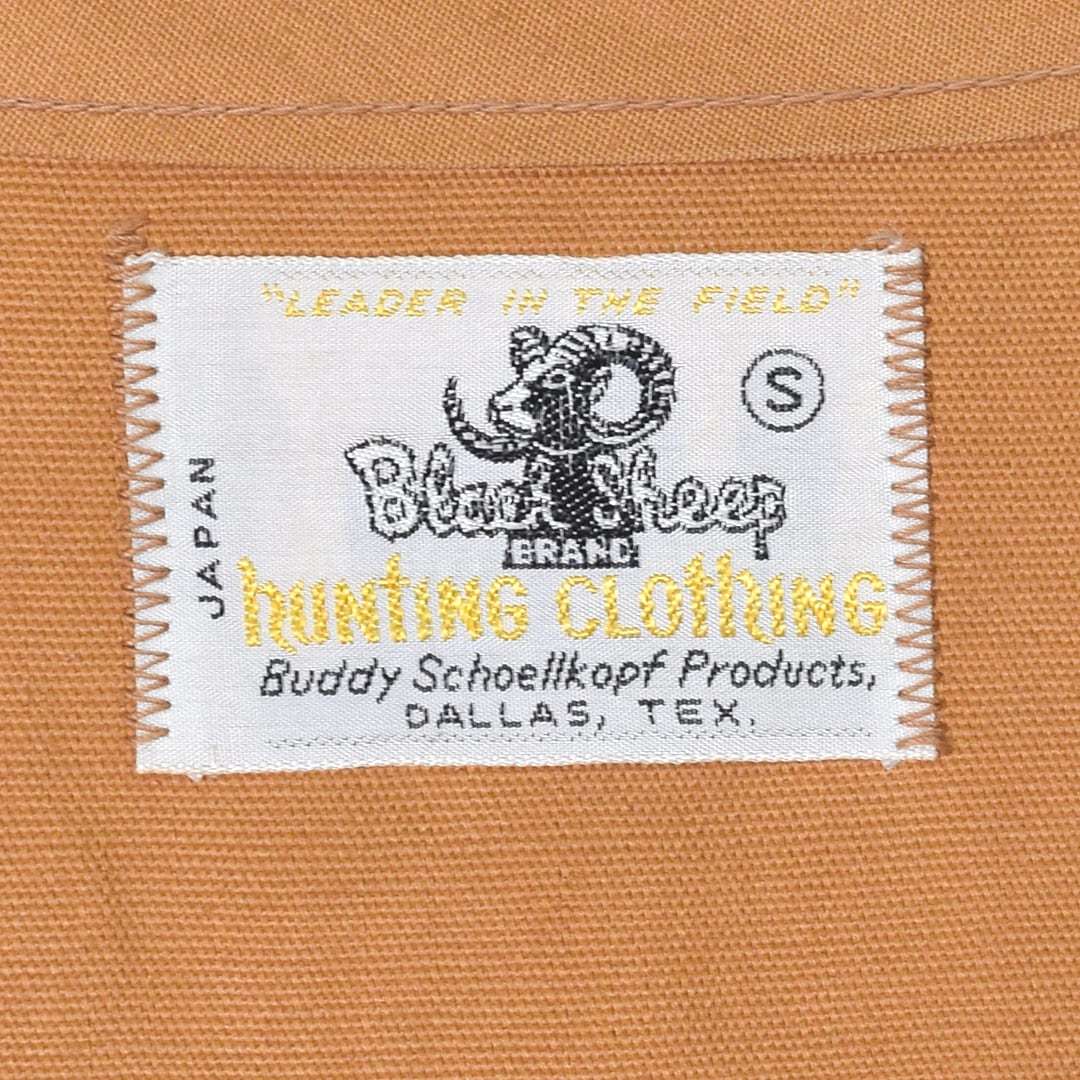 "LEADER IN THE FIELD"
S
Black Sheep
BRAND
hUNTING CLOThING
Buddy Schoellkopf Products,
DALLAS, TEX.
JAPAN